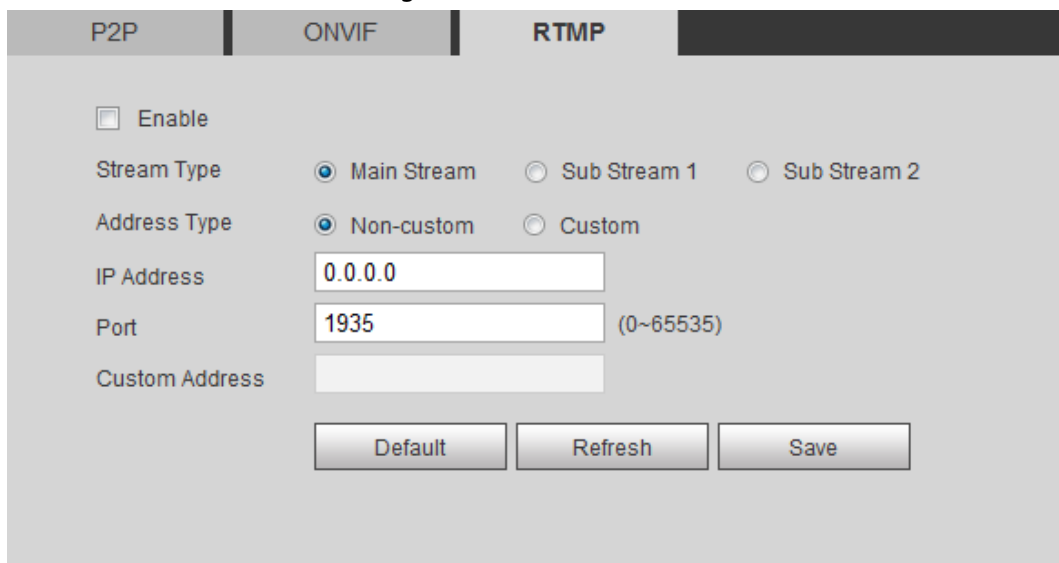 P2P ONVIF RTMP
Enable
Stream Type Main Stream Sub Stream 1 Sub Stream 2
Address Type Non-custom Custom
IP Address 0.0.0.0
Port 1935 (0~65535)
Custom Address
Default Refresh Save